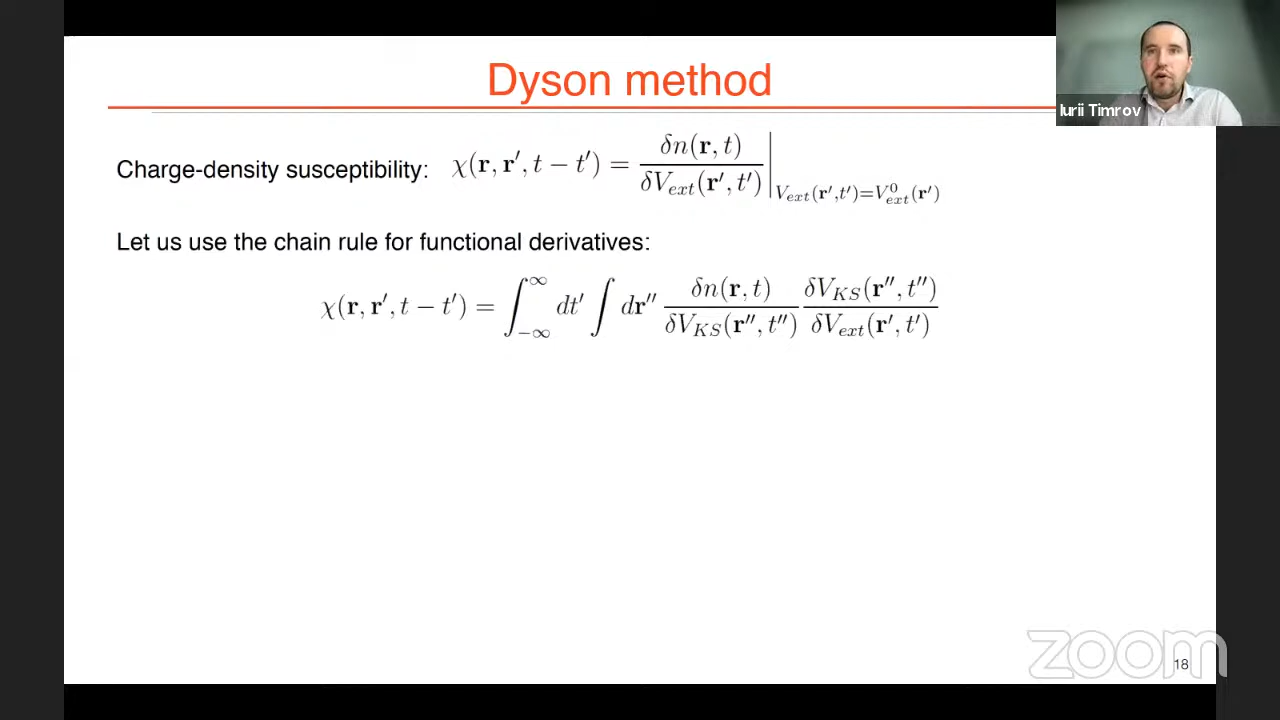 Dyson method
Iurii Timrov
Charge-density susceptibility: χ(r, r′, t − t′) = δn(r, t) / δV_ext(r′, t′) |_{V_ext(r′,t′)=V⁰_ext(r′)}
Let us use the chain rule for functional derivatives:
χ(r, r′, t − t′) = ∫_{−∞}^{∞} dt′ ∫ dr″ δn(r, t) / δV_KS(r″, t″) δV_KS(r″, t″) / δV_ext(r′, t′)
zoom
18